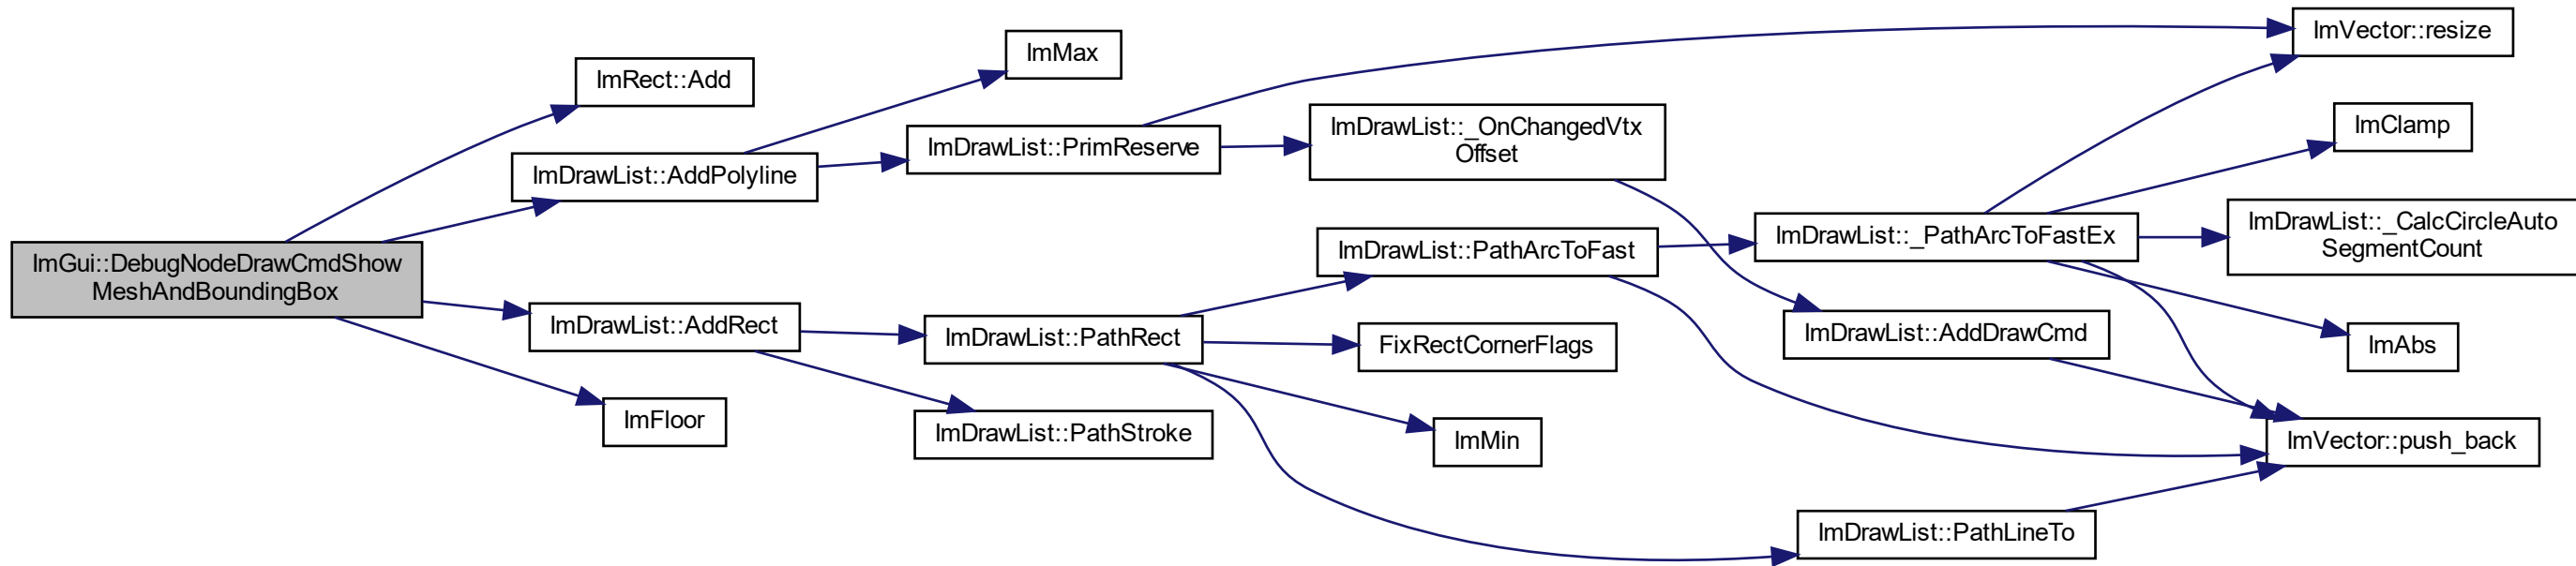 ImGui::DebugNodeDrawCmdShow
MeshAndBoundingBox
ImRect::Add
ImDrawList::AddPolyline
ImDrawList::AddRect
ImFloor
ImMax
ImDrawList::PrimReserve
ImDrawList::PathRect
ImDrawList::PathStroke
ImDrawList::_OnChangedVtx
Offset
ImDrawList::PathArcToFast
FixRectCornerFlags
ImMin
ImDrawList::_PathArcToFastEx
ImDrawList::AddDrawCmd
ImDrawList::PathLineTo
ImVector::resize
ImClamp
ImDrawList::_CalcCircleAuto
SegmentCount
ImAbs
ImVector::push_back